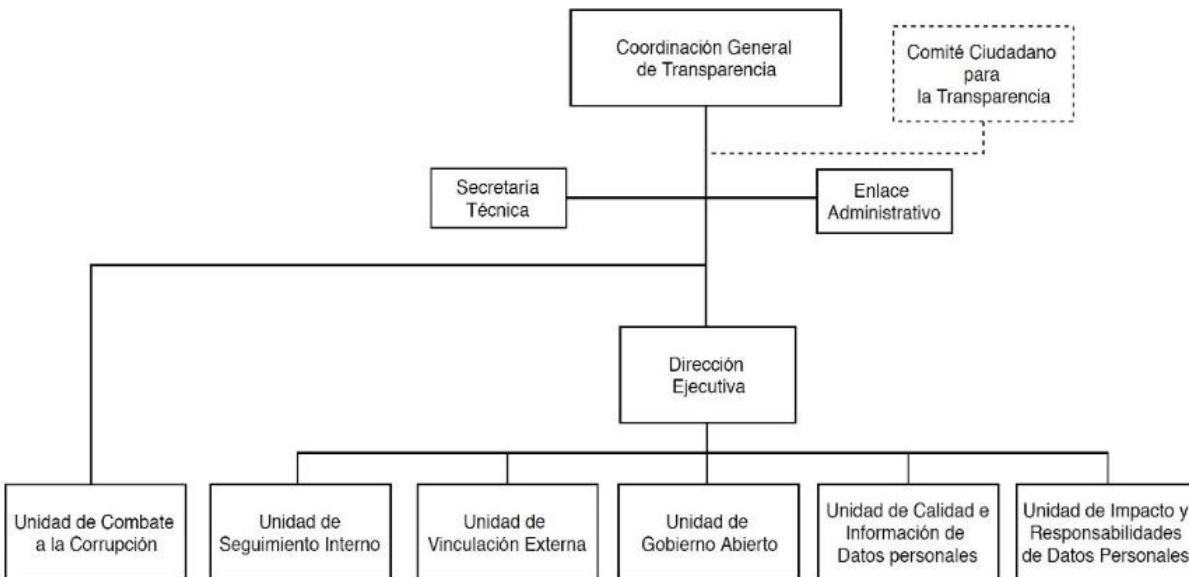 Coordinación General
de Transparencia
Comité Ciudadano
para
la Transparencia
Secretaría
Técnica
Enlace
Administrativo
Dirección
Ejecutiva
Unidad de Combate
a la Corrupción
Unidad de
Seguimiento Interno
Unidad de
Vinculación Externa
Unidad de
Gobierno Abierto
Unidad de Calidad e
Información de
Datos personales
Unidad de Impacto y
Responsabilidades
de Datos Personales